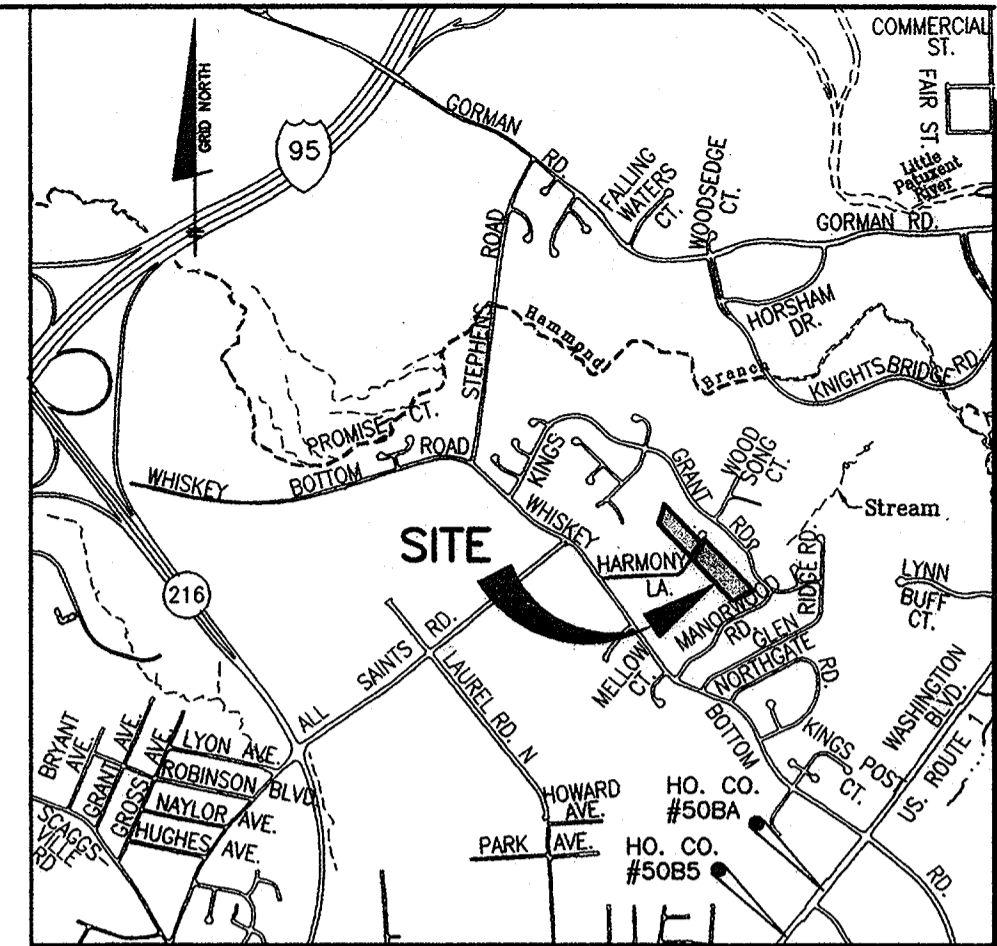 COMMERCIAL
ST.
FAIR ST.
GRID NORTH
95
GORMAN
RD.
FALLING
WATERS
CT.
WOODSEDGE
CT.
Little
Patuxent
River
GORMAN RD.
HORSHAM
DR.
STEPHENS
ROAD
Hammond
Branch
KNIGHTS BRIDGE RD.
PROMISE CT.
WHISKEY
BOTTOM
ROAD
KINGS
GRANT
RD.
WOOD
SONG
CT.
Stream
WHISKEY
SITE
HARMONY
LA.
MANORWOOD
RD.
RIDGE RD.
GLEN
NORTHGATE
RD.
LYNN
BUFF
CT.
216
MELLOW
CT.
BOTTOM
KINGS
POST
CT.
WASHINGTON
BLVD.
US. ROUTE 1
RD.
ALL
SAINTS
RD.
LAUREL RD. N
BRYANT
AVE.
GRANT
AVE.
GROSS
AVE.
LYON AVE.
ROBINSON
BLVD
NAYLOR AVE.
HUGHES AVE.
SCAGGS-
VILLE
RD
HOWARD
AVE.
PARK AVE.
HO. CO.
#50BA
HO. CO.
#50B5